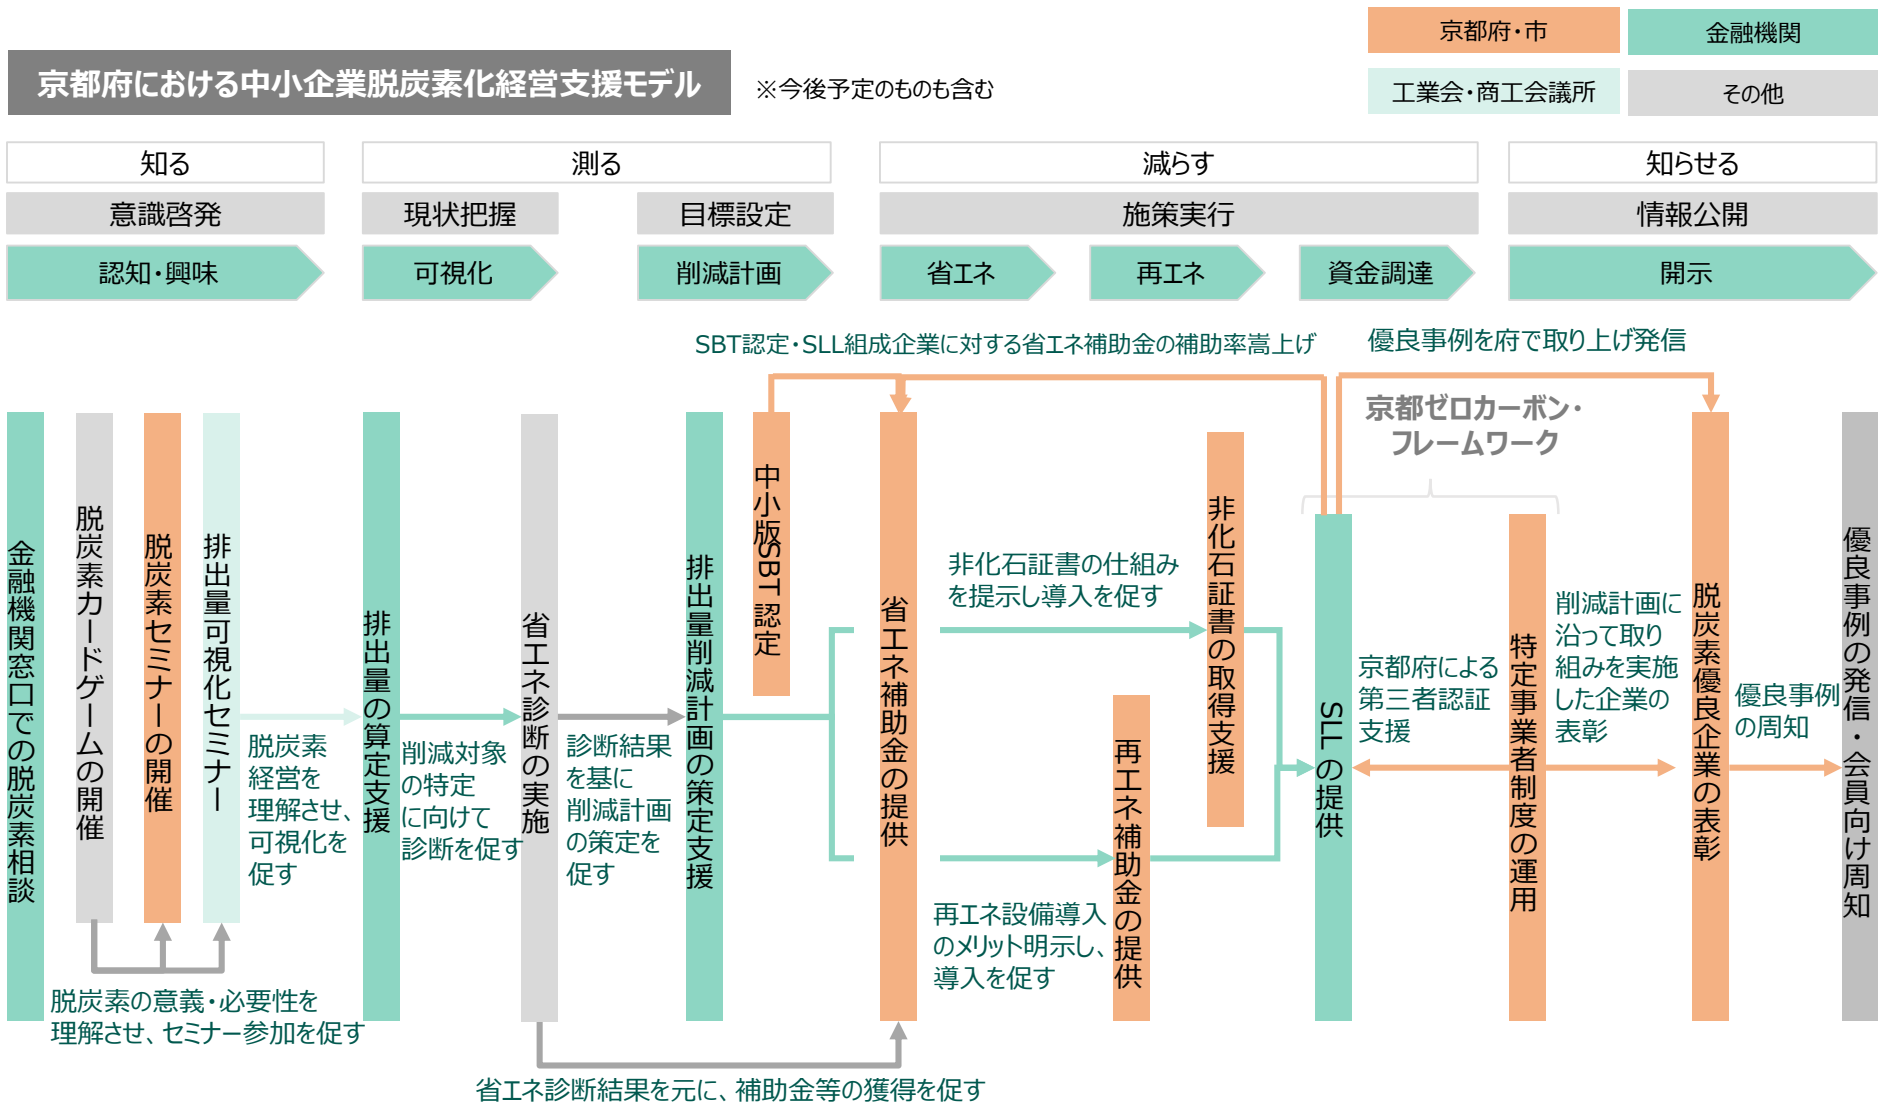 京都府・市
金融機関
工業会・商工会議所
その他
京都府における中小企業脱炭素化経営支援モデル
※今後予定のものも含む
知る
測る
減らす
知らせる
意識啓発
現状把握
目標設定
施策実行
情報公開
認知・興味
可視化
削減計画
省エネ
再エネ
資金調達
開示
SBT認定・SLL組成企業に対する省エネ補助金の補助率嵩上げ
優良事例を府で取り上げ発信
京都ゼロカーボン・
フレームワーク
金融機関窓口での脱炭素相談
脱炭素カードゲームの開催
脱炭素セミナーの開催
排出量可視化セミナー
脱炭素
経営を
理解させ、
可視化を
促す
排出量の算定支援
削減対象
の特定
に向けて
診断を促す
省エネ診断の実施
診断結果
を基に
削減計画
の策定を
促す
排出量削減計画の策定支援
中小版SBT認定
省エネ補助金の提供
非化石証書の仕組み
を提示し導入を促す
非化石証書の取得支援
再エネ設備導入
のメリット明示し、
導入を促す
再エネ補助金の提供
SLLの提供
京都府による
第三者認証
支援
特定事業者制度の運用
削減計画に
沿って取り
組みを実施
した企業の
表彰
脱炭素優良企業の表彰
優良事例
の周知
優良事例の発信・会員向け周知
脱炭素の意義・必要性を
理解させ、セミナー参加を促す
省エネ診断結果を元に、補助金等の獲得を促す